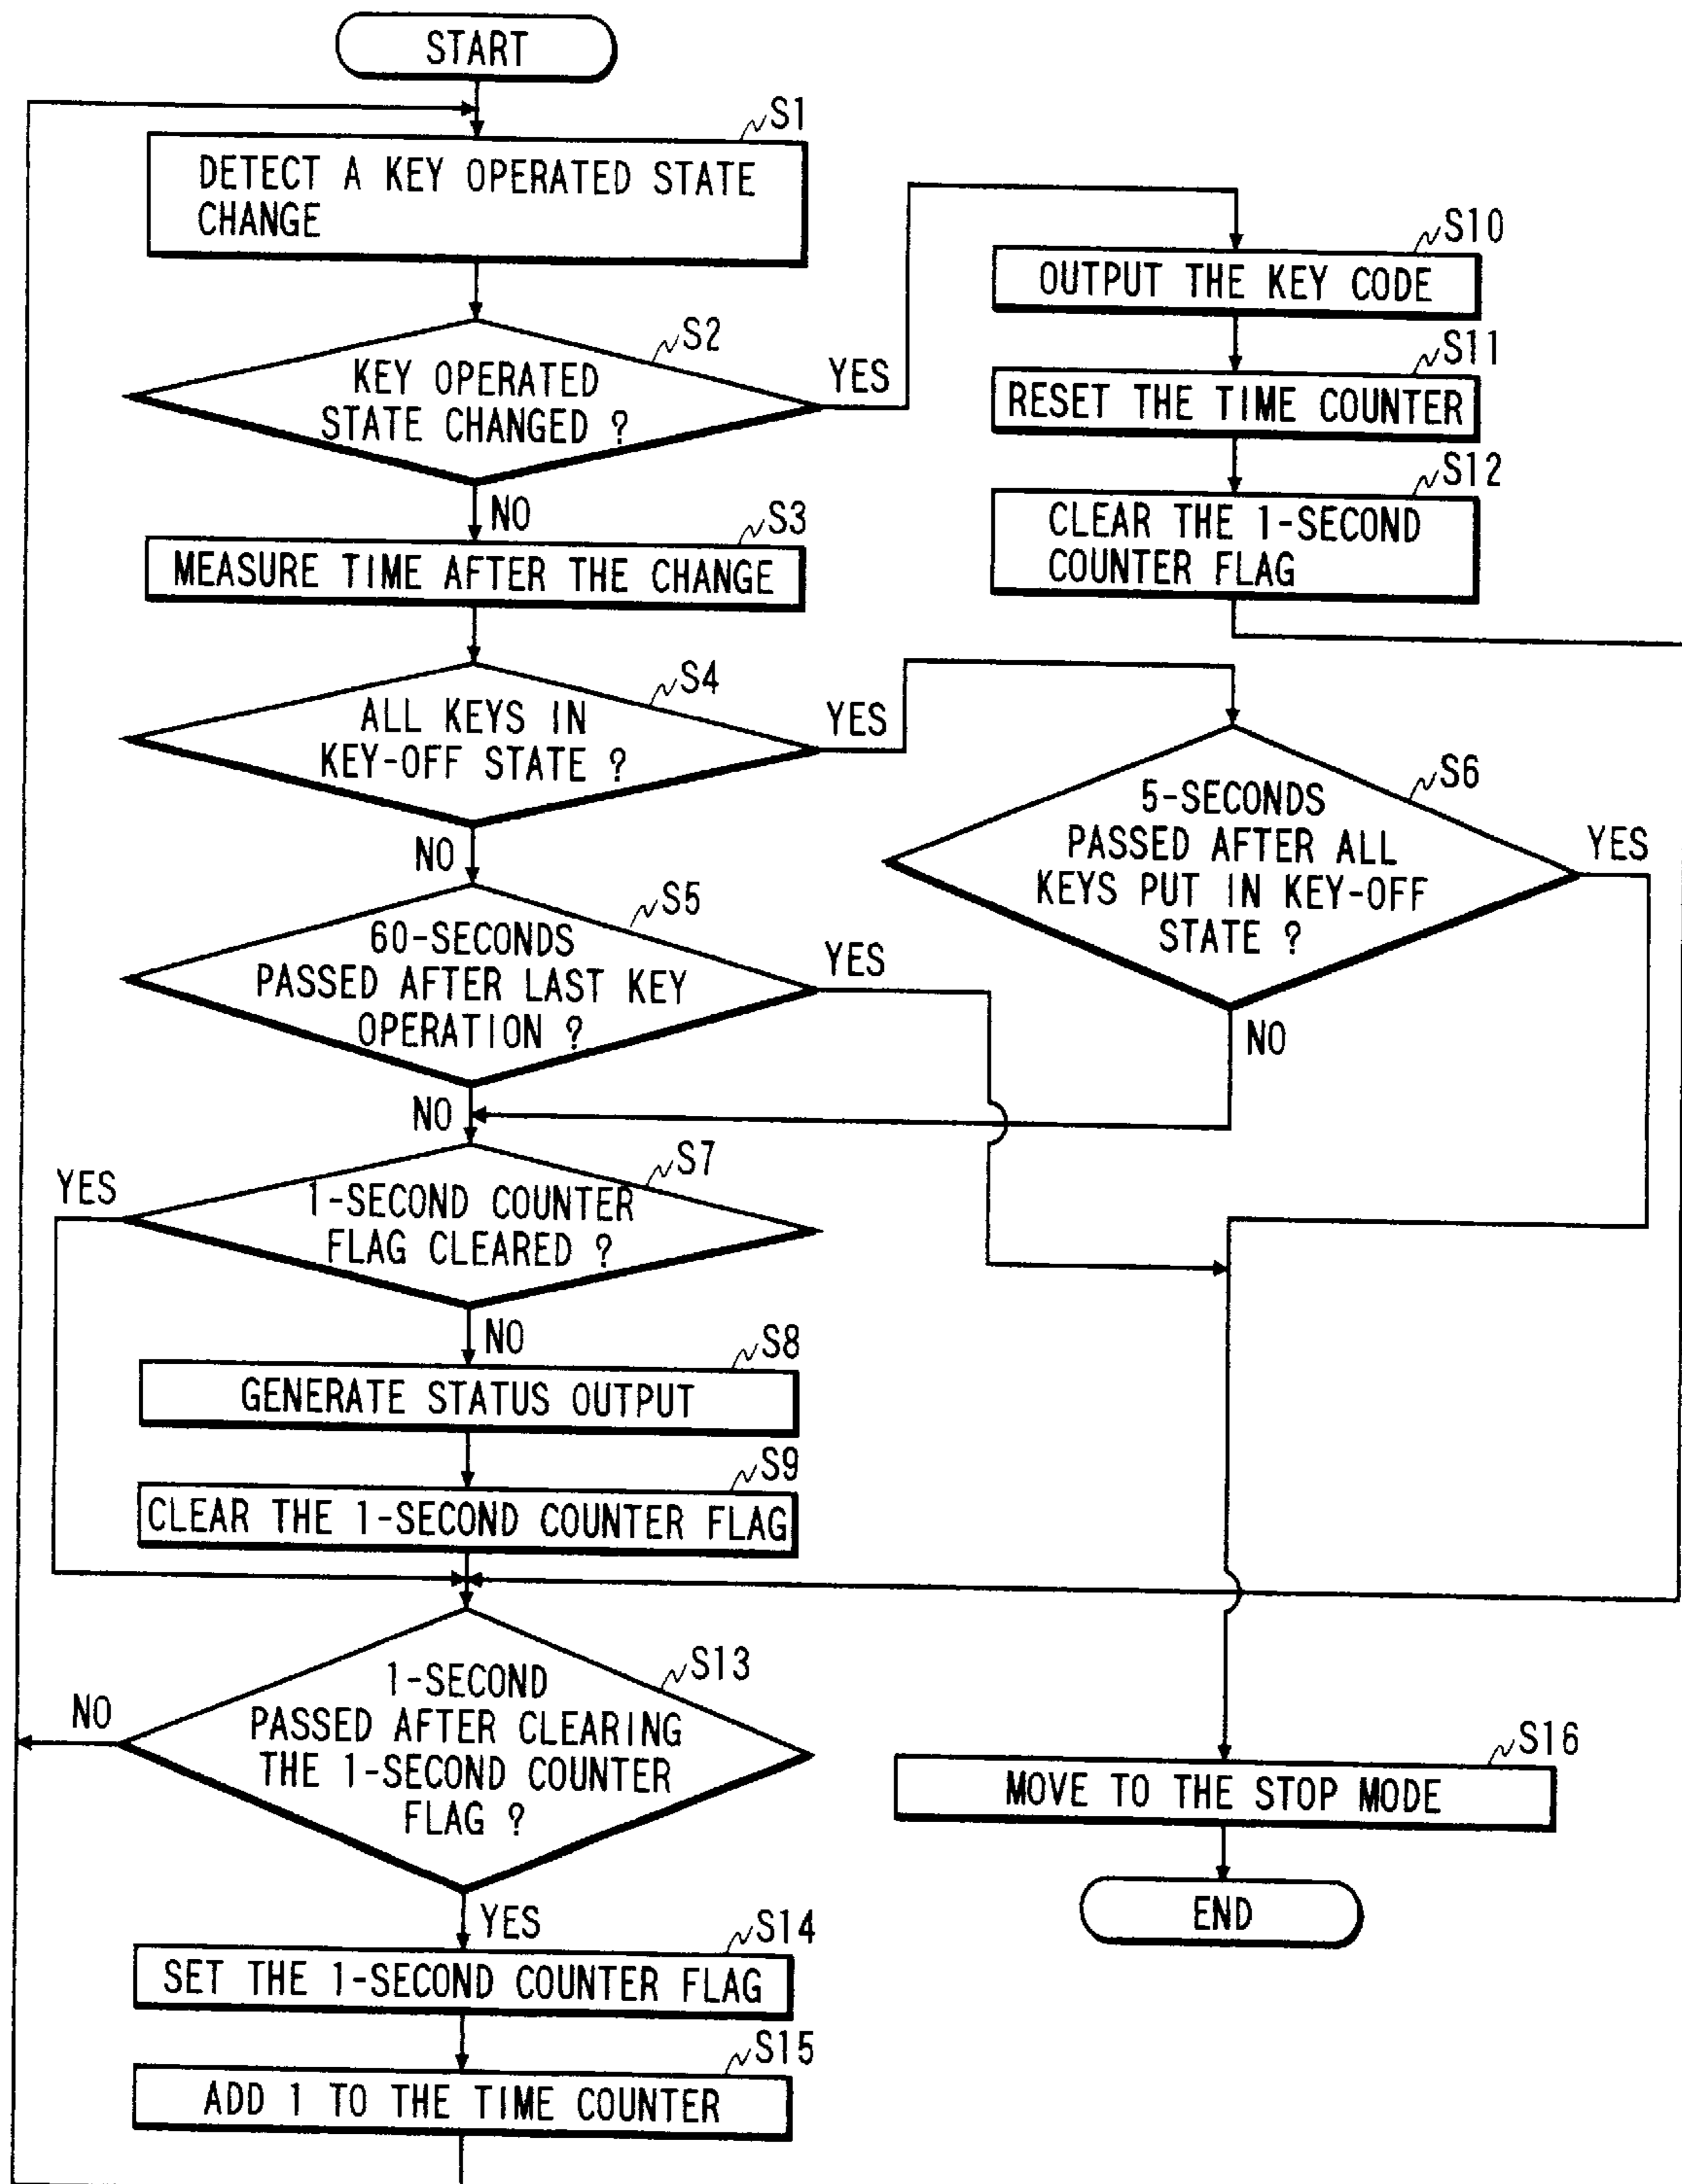 START
S1
DETECT A KEY OPERATED STATE
CHANGE
S10
OUTPUT THE KEY CODE
S2
KEY OPERATED
STATE CHANGED ?
YES
S11
RESET THE TIME COUNTER
NO
S12
CLEAR THE 1-SECOND
COUNTER FLAG
S3
MEASURE TIME AFTER THE CHANGE
S4
ALL KEYS IN
KEY-OFF STATE ?
YES
NO
S6
5-SECONDS
PASSED AFTER ALL
KEYS PUT IN KEY-OFF
STATE ?
YES
NO
S5
60-SECONDS
PASSED AFTER LAST KEY
OPERATION ?
YES
NO
S7
1-SECOND COUNTER
FLAG CLEARED ?
YES
NO
S8
GENERATE STATUS OUTPUT
S9
CLEAR THE 1-SECOND COUNTER FLAG
S13
1-SECOND
PASSED AFTER CLEARING
THE 1-SECOND COUNTER
FLAG ?
NO
YES
S16
MOVE TO THE STOP MODE
END
S14
SET THE 1-SECOND COUNTER FLAG
S15
ADD 1 TO THE TIME COUNTER